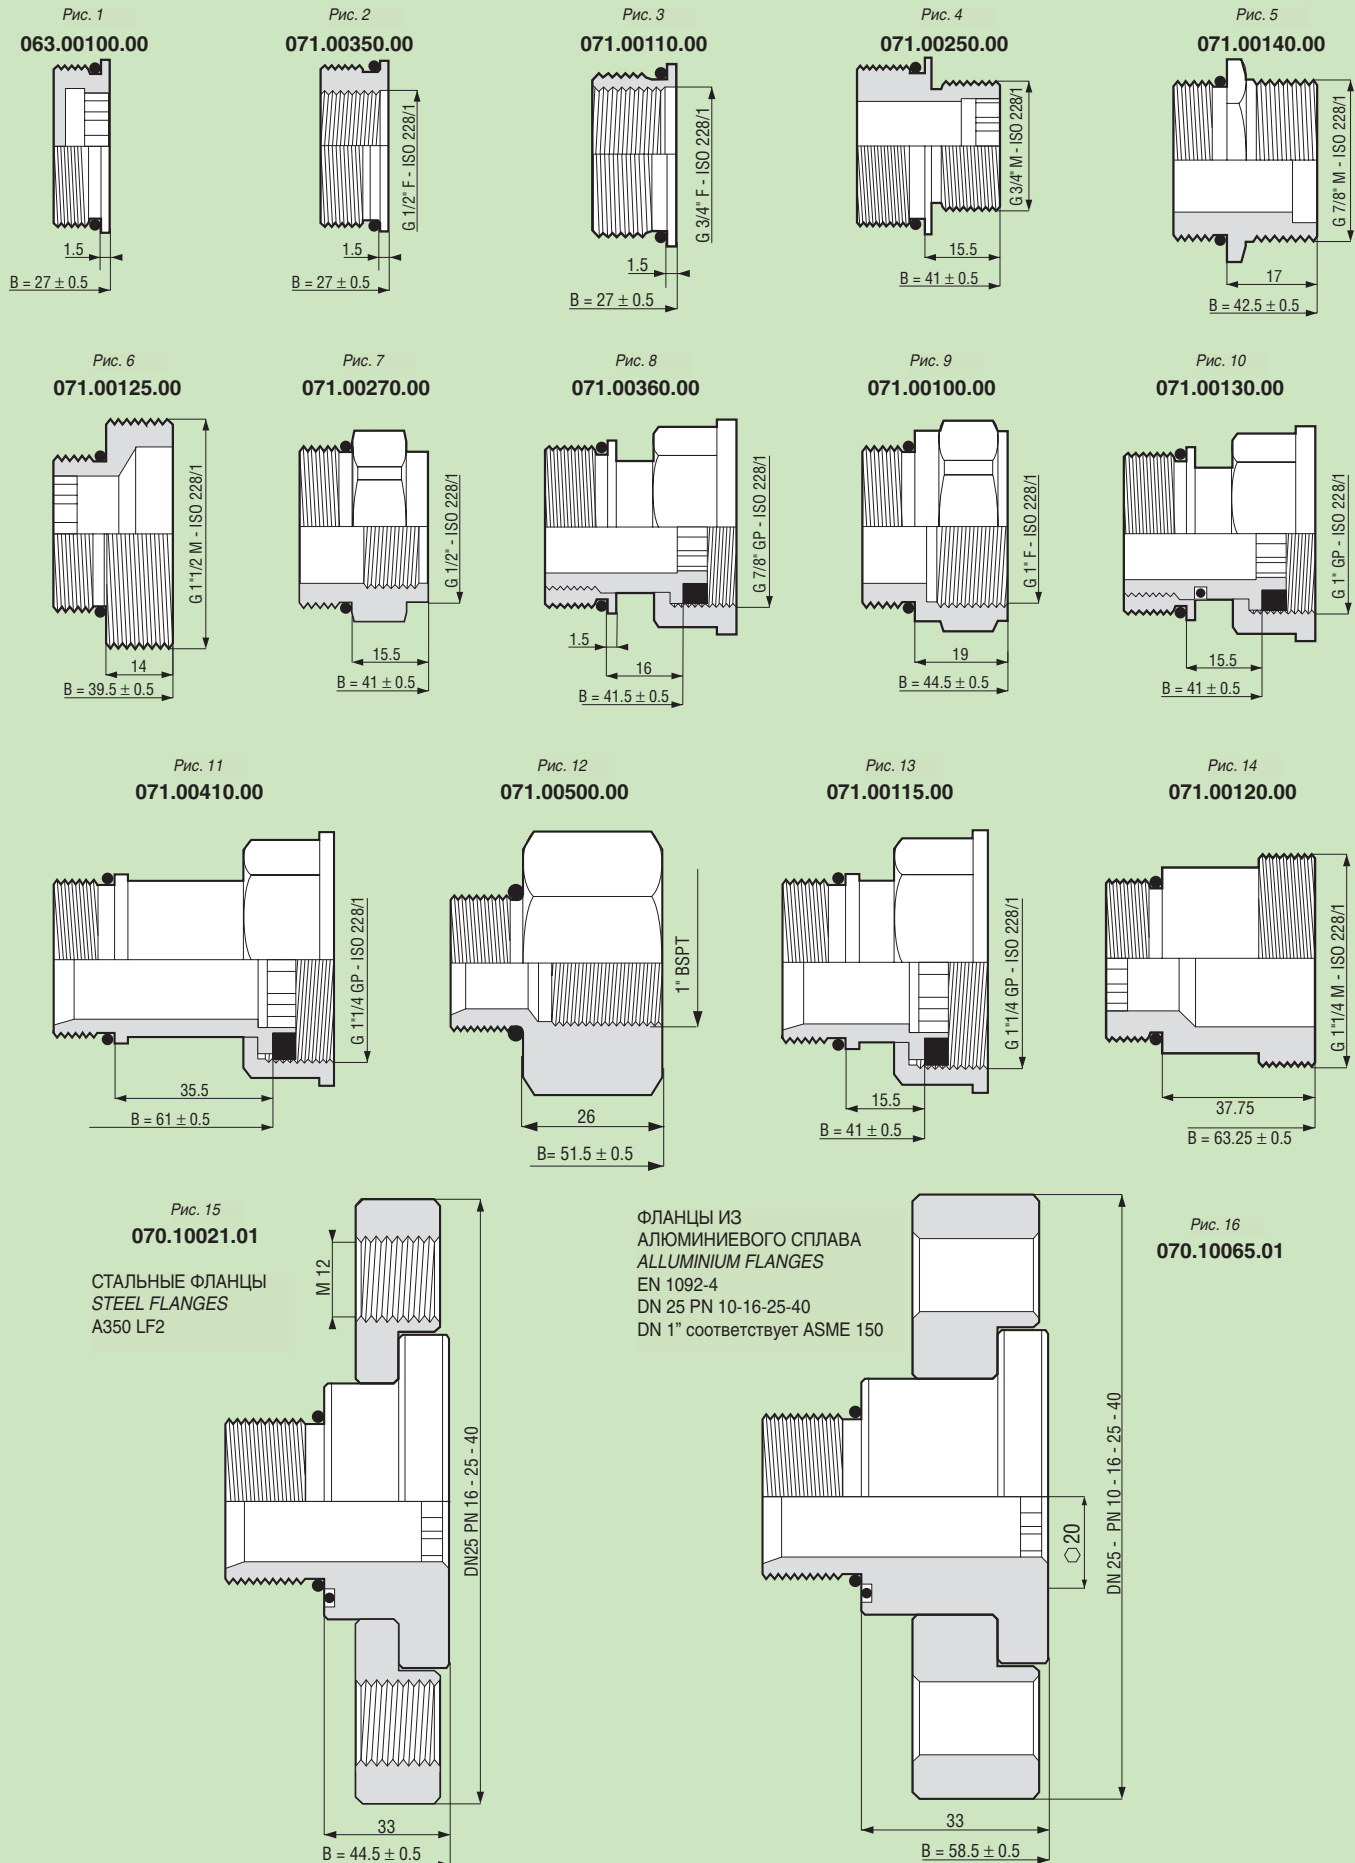 Рис. 1
063.00100.00
1.5
B = 27 ± 0.5
Рис. 2
071.00350.00
G 1/2" F - ISO 228/1
1.5
B = 27 ± 0.5
Рис. 3
071.00110.00
G 3/4" F - ISO 228/1
1.5
B = 27 ± 0.5
Рис. 4
071.00250.00
G 3/4" M - ISO 228/1
15.5
B = 41 ± 0.5
Рис. 5
071.00140.00
G 7/8" M - ISO 228/1
17
B = 42.5 ± 0.5
Рис. 6
071.00125.00
G 1"1/2 M - ISO 228/1
14
B = 39.5 ± 0.5
Рис. 7
071.00270.00
G 1/2" - ISO 228/1
15.5
B = 41 ± 0.5
Рис. 8
071.00360.00
G 7/8" GP - ISO 228/1
1.5
16
B = 41.5 ± 0.5
Рис. 9
071.00100.00
G 1" F - ISO 228/1
19
B = 44.5 ± 0.5
Рис. 10
071.00130.00
G 1" GP - ISO 228/1
15.5
B = 41 ± 0.5
Рис. 11
071.00410.00
G 1"1/4 GP - ISO 228/1
35.5
B = 61 ± 0.5
Рис. 12
071.00500.00
1" BSPT
26
B= 51.5 ± 0.5
Рис. 13
071.00115.00
G 1"1/4 GP - ISO 228/1
15.5
B = 41 ± 0.5
Рис. 14
071.00120.00
G 1"1/4 M - ISO 228/1
37.75
B = 63.25 ± 0.5
Рис. 15
070.10021.01
СТАЛЬНЫЕ ФЛАНЦЫ
STEEL FLANGES
A350 LF2
M 12
DN25 PN 16 - 25 - 40
33
B = 44.5 ± 0.5
ФЛАНЦЫ ИЗ
АЛЮМИНИЕВОГО СПЛАВА
ALLUMINIUM FLANGES
EN 1092-4
DN 25 PN 10-16-25-40
DN 1” соответствует ASME 150
Рис. 16
070.10065.01
20
DN 25 - PN 10 - 16 - 25 - 40
33
B = 58.5 ± 0.5